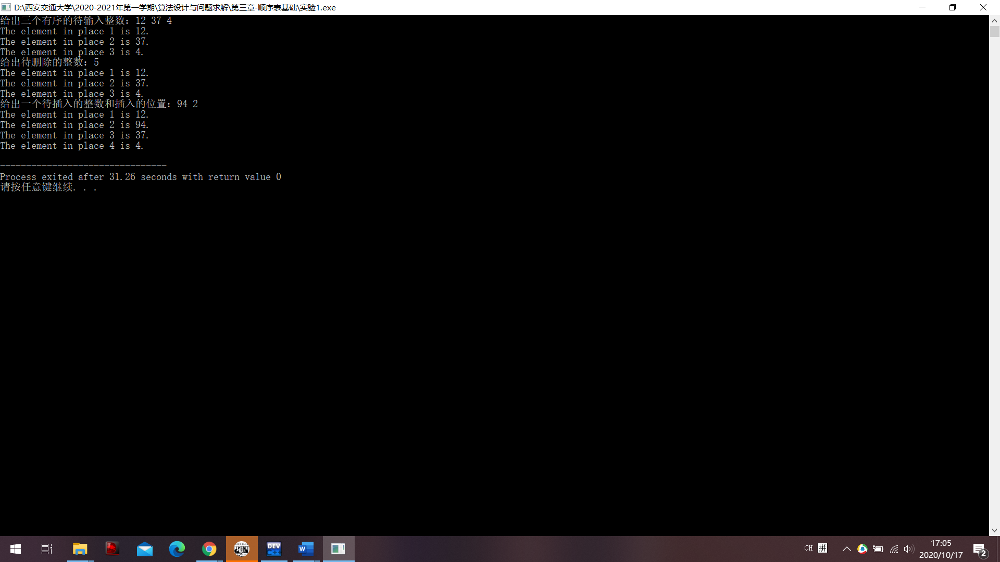 D:\西安交通大学\2020-2021年第一学期\算法设计与问题求解\第三章-顺序表基础\实验1.exe
给出三个有序的待输入整数：12 37 4
The element in place 1 is 12.
The element in place 2 is 37.
The element in place 3 is 4.
给出待删除的整数：5
The element in place 1 is 12.
The element in place 2 is 37.
The element in place 3 is 4.
给出一个待插入的整数和插入的位置：94 2
The element in place 1 is 12.
The element in place 2 is 94.
The element in place 3 is 37.
The element in place 4 is 4.
--------------------------------
Process exited after 31.26 seconds with return value 0
请按任意键继续. . .
DEV C++
W
CH 拼
17:05
2020/10/17
2